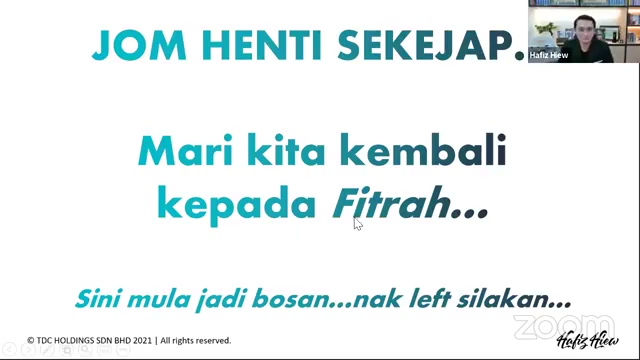 JOM HENTI SEKEJAP.
Hafiz Hiew
Mari kita kembali
kepada Fitrah...
Sini mula jadi bosan...nak left silakan...
zoom
© TDC HOLDINGS SDN BHD 2021 | All rights reserved.
Hafiz Hiew